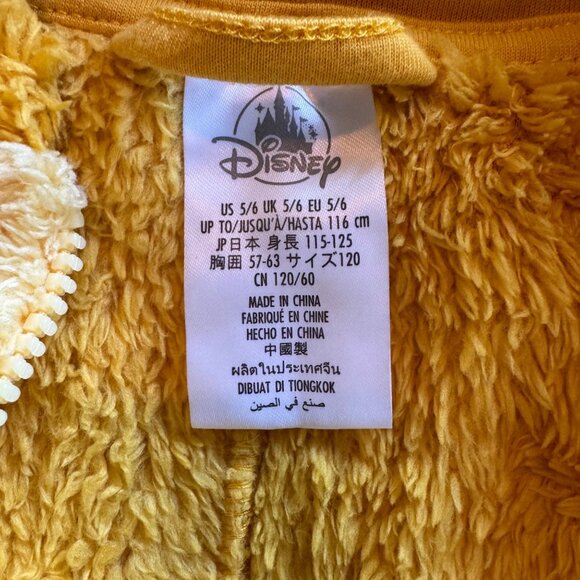 Disney
US 5/6 UK 5/6 EU 5/6
UP TO/JUSQU'À/HASTA 116 cm
JP日本 身長 115-125
胸囲 57-63 サイズ120
CN 120/60
MADE IN CHINA
FABRIQUÉ EN CHINE
HECHO EN CHINA
中國製
ผลิตในประเทศจีน
DIBUAT DI TIONGKOK
صنع في الصين